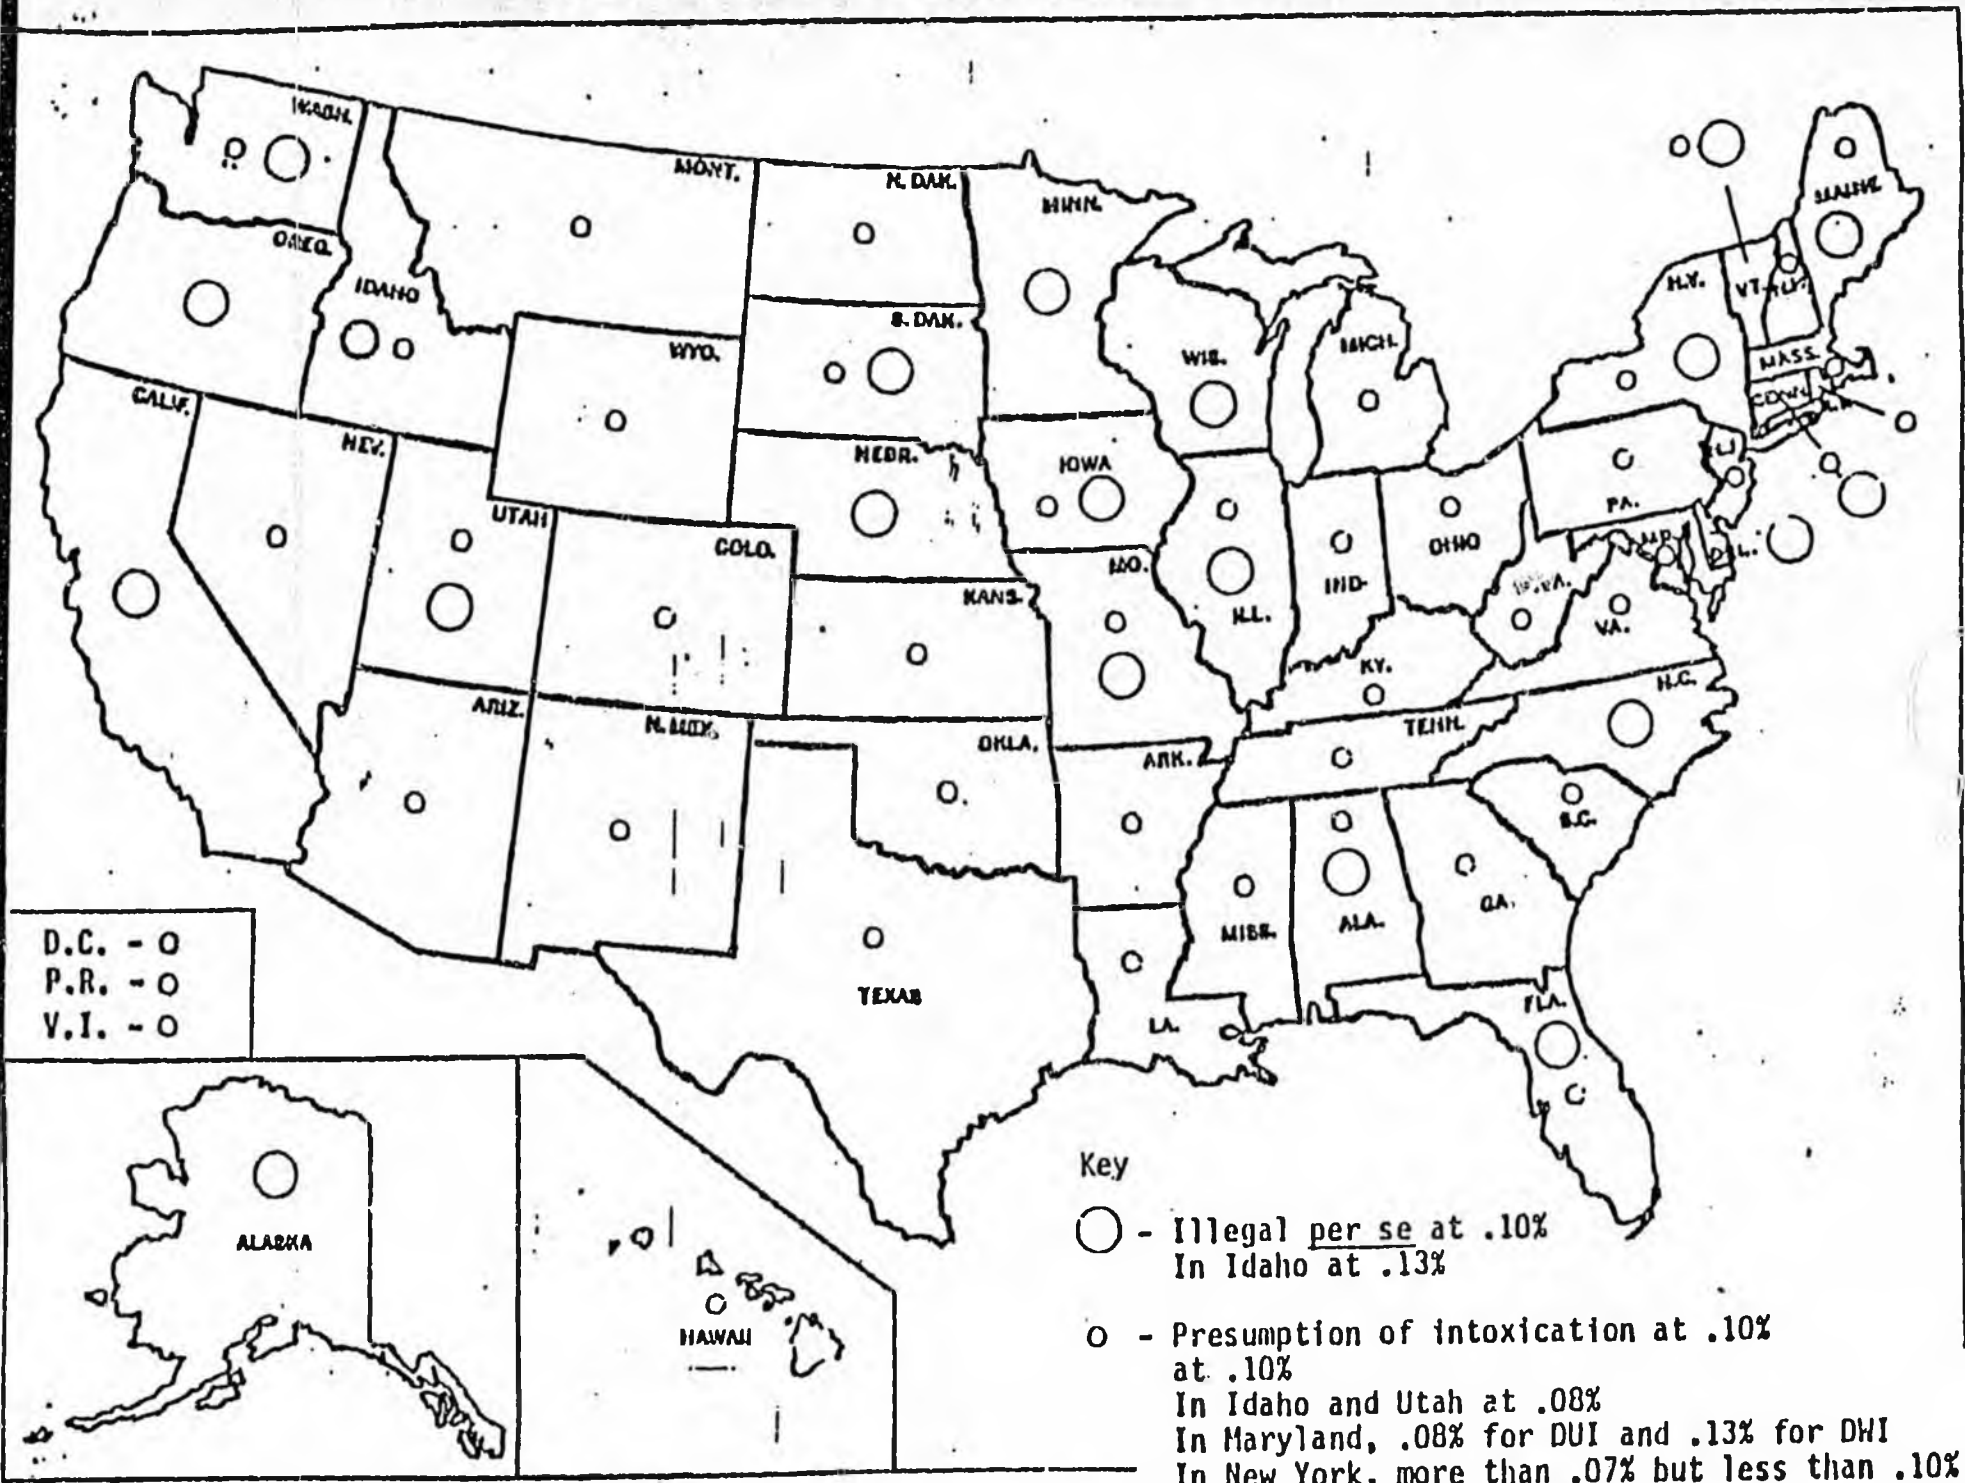 WASH.
MONT.
N. DAK.
MINN.
MAINE
OREG.
IDAHO
S. DAK.
WYO.
WIS.
MICH.
N.Y.
VT.
MASS.
CONN.
CALIF.
NEV.
NEBR.
IOWA
UTAH
COLO.
PA.
OHIO
IND.
ILL.
MO.
DEL.
MD.
W.VA.
VA.
KANS.
KY.
N.C.
ARIZ.
N. MEX.
OKLA.
ARK.
TENN.
S.C.
MISS.
ALA.
GA.
TEXAS
LA.
FLA.
D.C. - O
P.R. - O
V.I. - O
ALASKA
HAWAII
Key
- Illegal per se at .10%
In Idaho at .13%
- Presumption of intoxication at .10%
at .10%
In Idaho and Utah at .08%
In Maryland, .08% for DUI and .13% for DWI
In New York, more than .07% but less than .10%